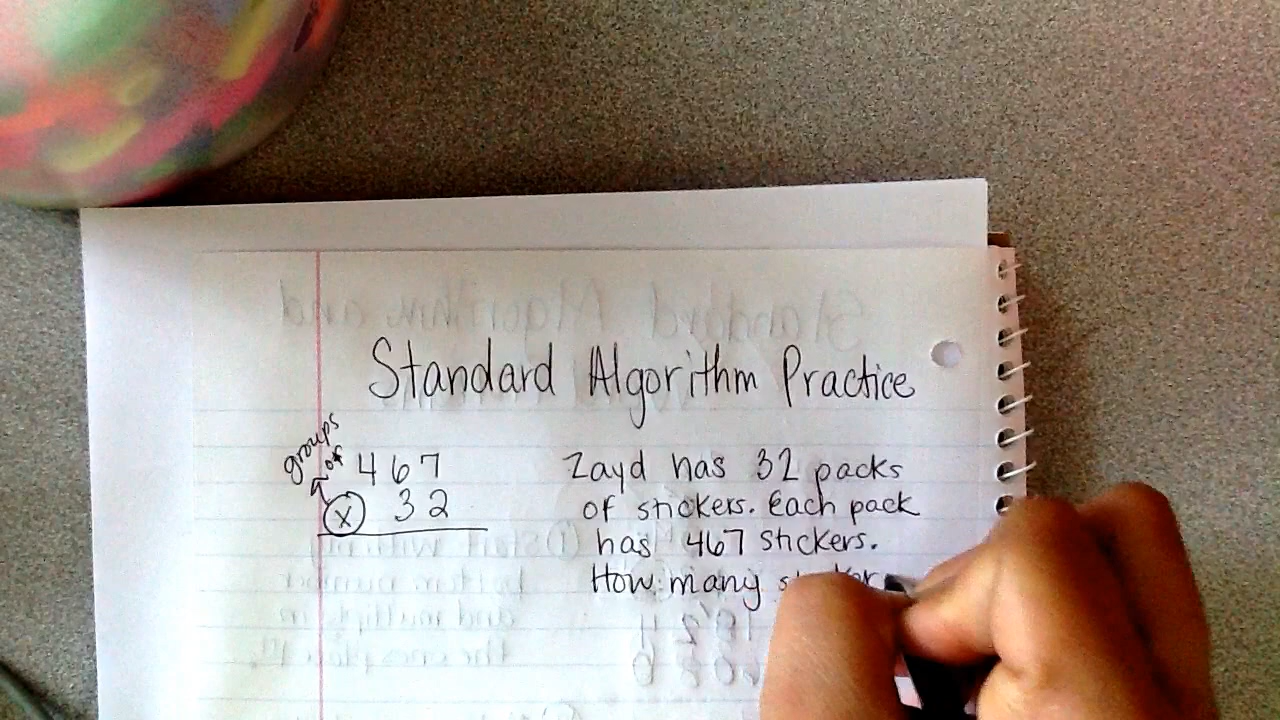 Standard Algorithm Practice
groups
of
467
x 32
Zayd has 32 packs
of stickers. Each pack
has 467 stickers.
How many